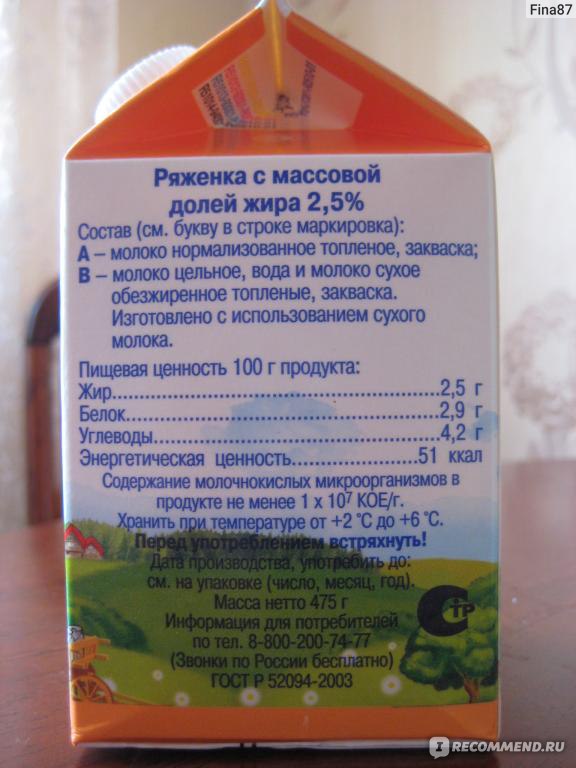 Fina87
Ряженка с массовой
долей жира 2,5%
Состав (см. букву в строке маркировка):
А – молоко нормализованное топленое, закваска;
В – молоко цельное, вода и молоко сухое
обезжиренное топленые, закваска.
Изготовлено с использованием сухого
молока.
Пищевая ценность 100 г продукта:
Жир..................................................2,5 г
Белок................................................2,9 г
Углеводы...........................................4,2 г
Энергетическая ценность...................51 ккал
Содержание молочнокислых микроорганизмов в
продукте не менее 1 х 10⁷ КОЕ/г.
Хранить при температуре от +2 °С до +6 °С.
Перед употреблением встряхнуть!
Дата производства, употребить до:
см. на упаковке (число, месяц, год).
Масса нетто 475 г
Информация для потребителей
по тел. 8-800-200-74-77
(Звонки по России бесплатно)
ГОСТ Р 52094-2003
СТР
IRECOMMEND.RU